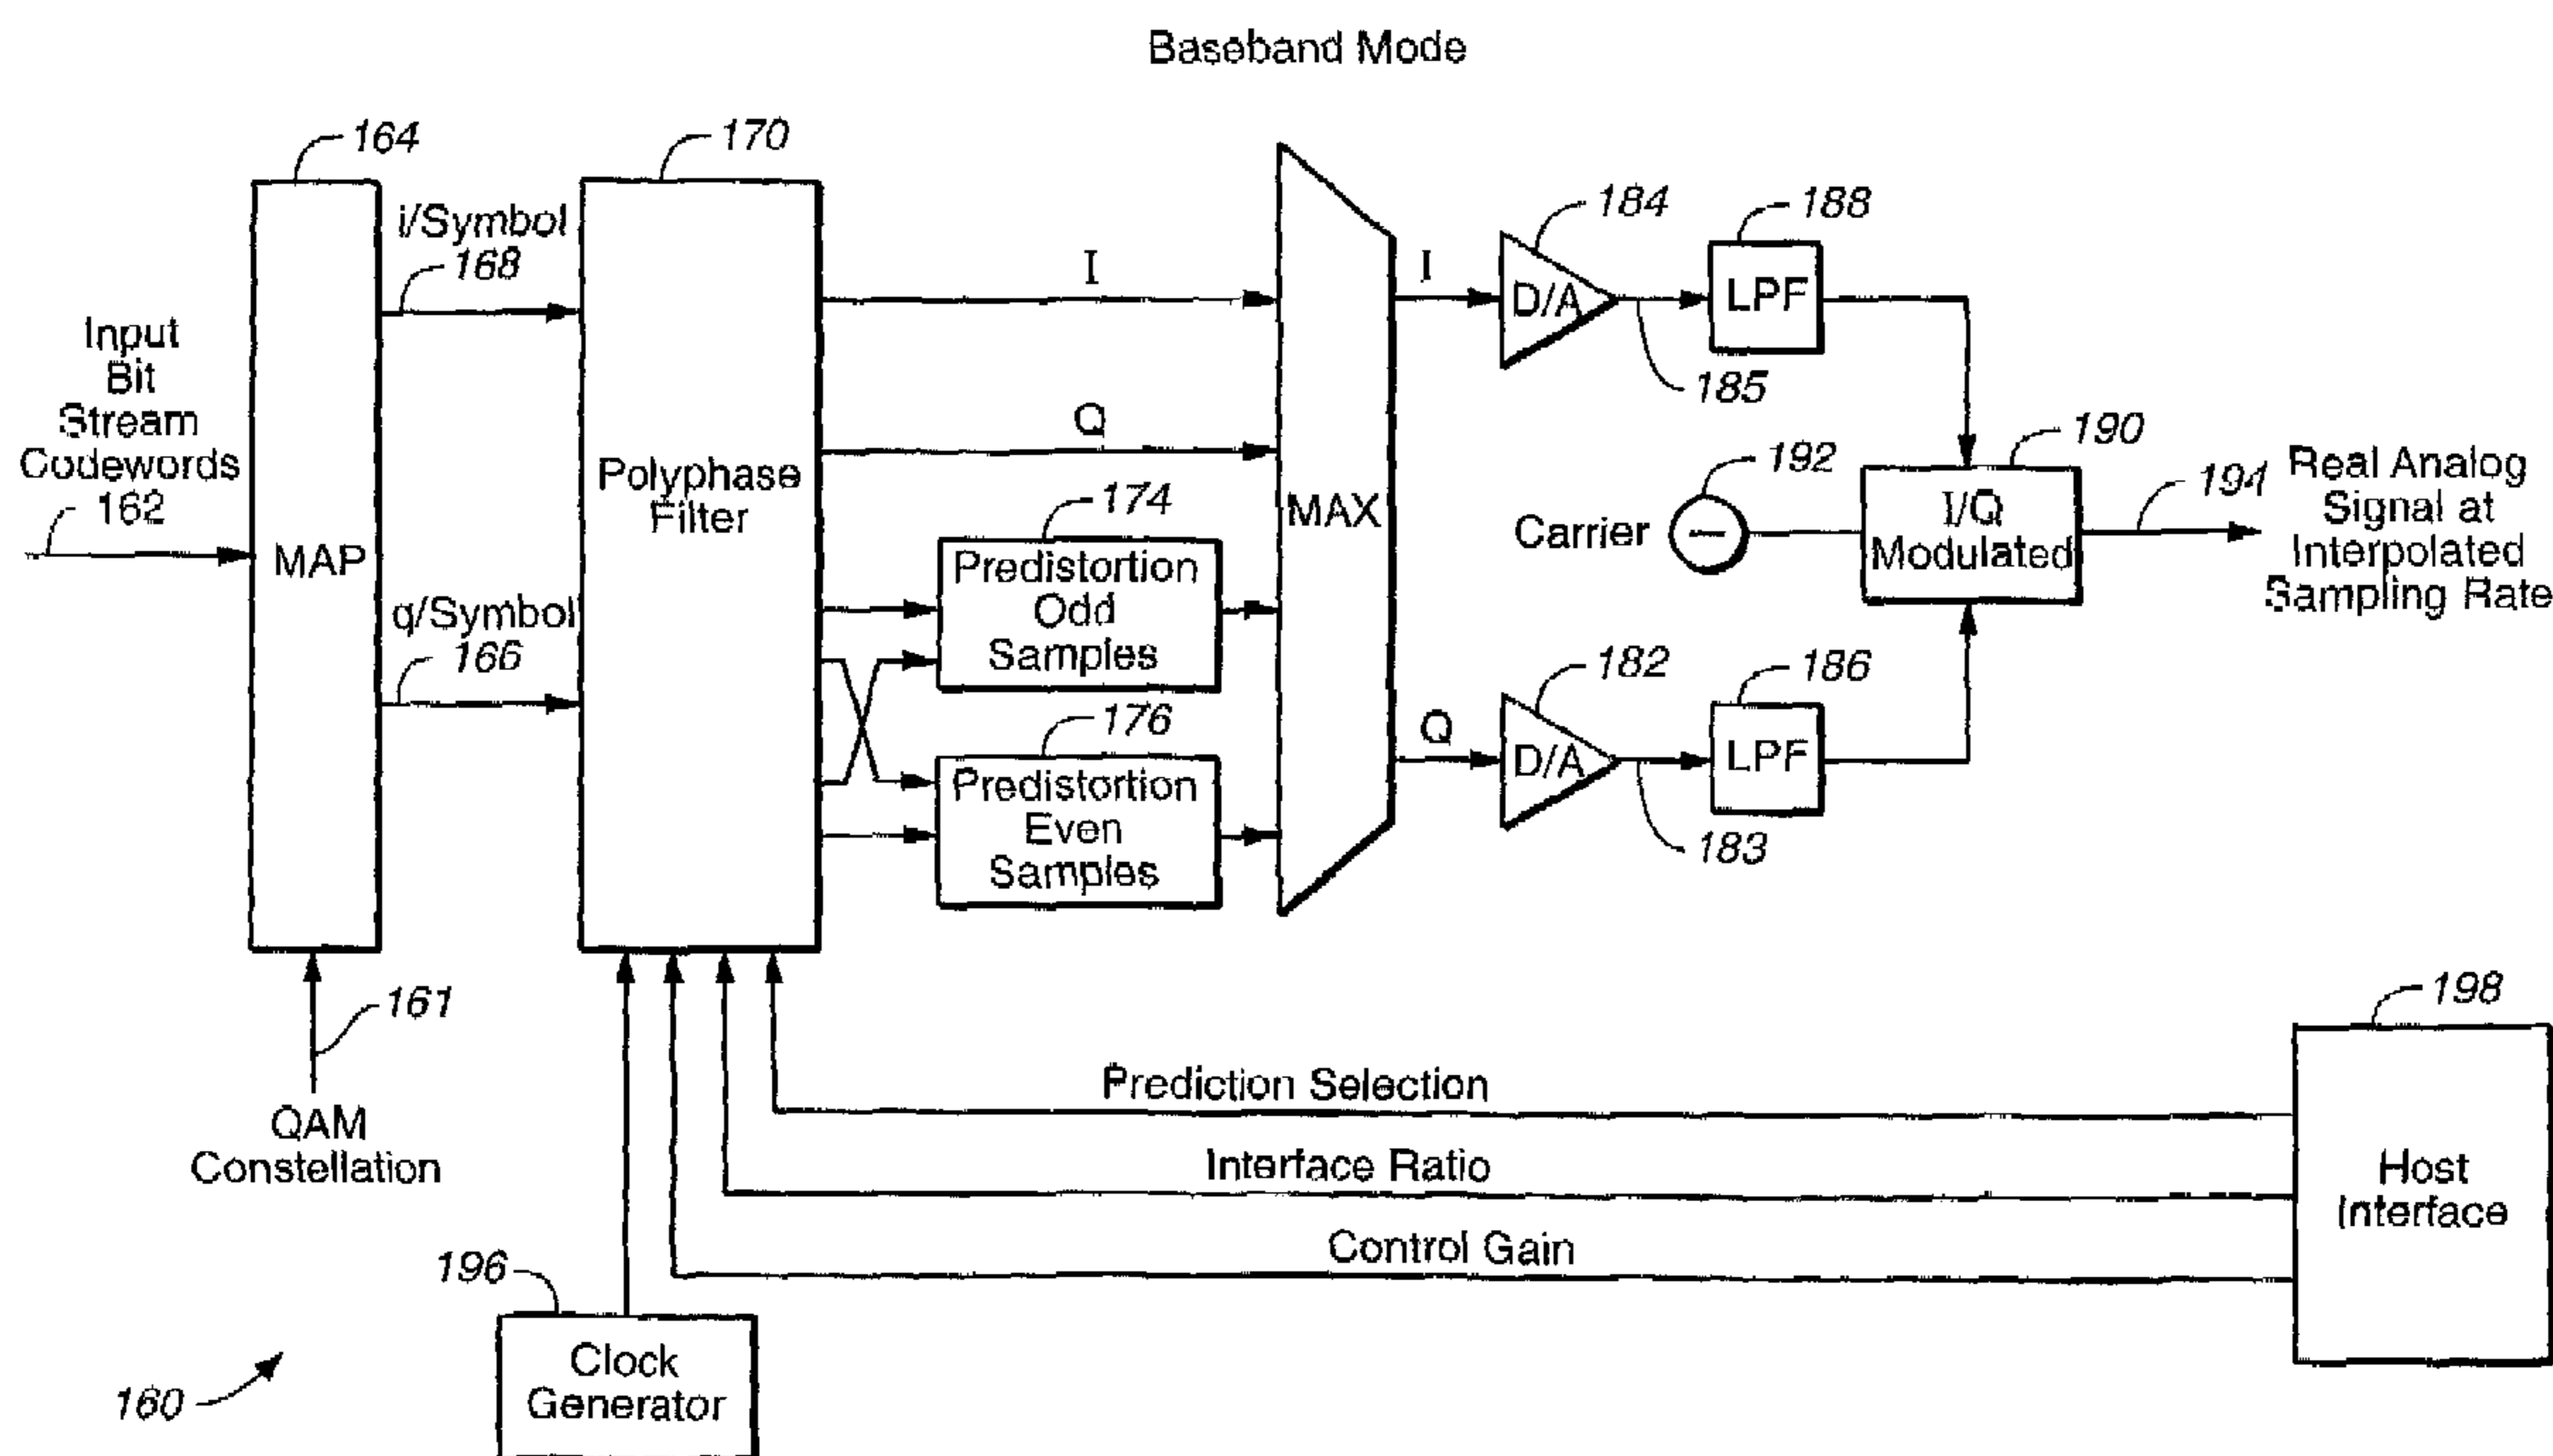 Baseband Mode
164
170
184
188
i/Symbol
168
I
I
D/A
LPF
185
Input
Bit
Stream
Codewords
162
MAP
Polyphase
Filter
Q
MAX
174
Predistortion
Odd
Samples
192
Carrier
190
I/Q
Modulated
194
Real Analog
Signal at
Interpolated
Sampling Rate
q/Symbol
166
176
Predistortion
Even
Samples
Q
182
D/A
186
LPF
183
161
QAM
Constellation
198
Prediction Selection
Interface Ratio
Control Gain
Host
Interface
196
Clock
Generator
160